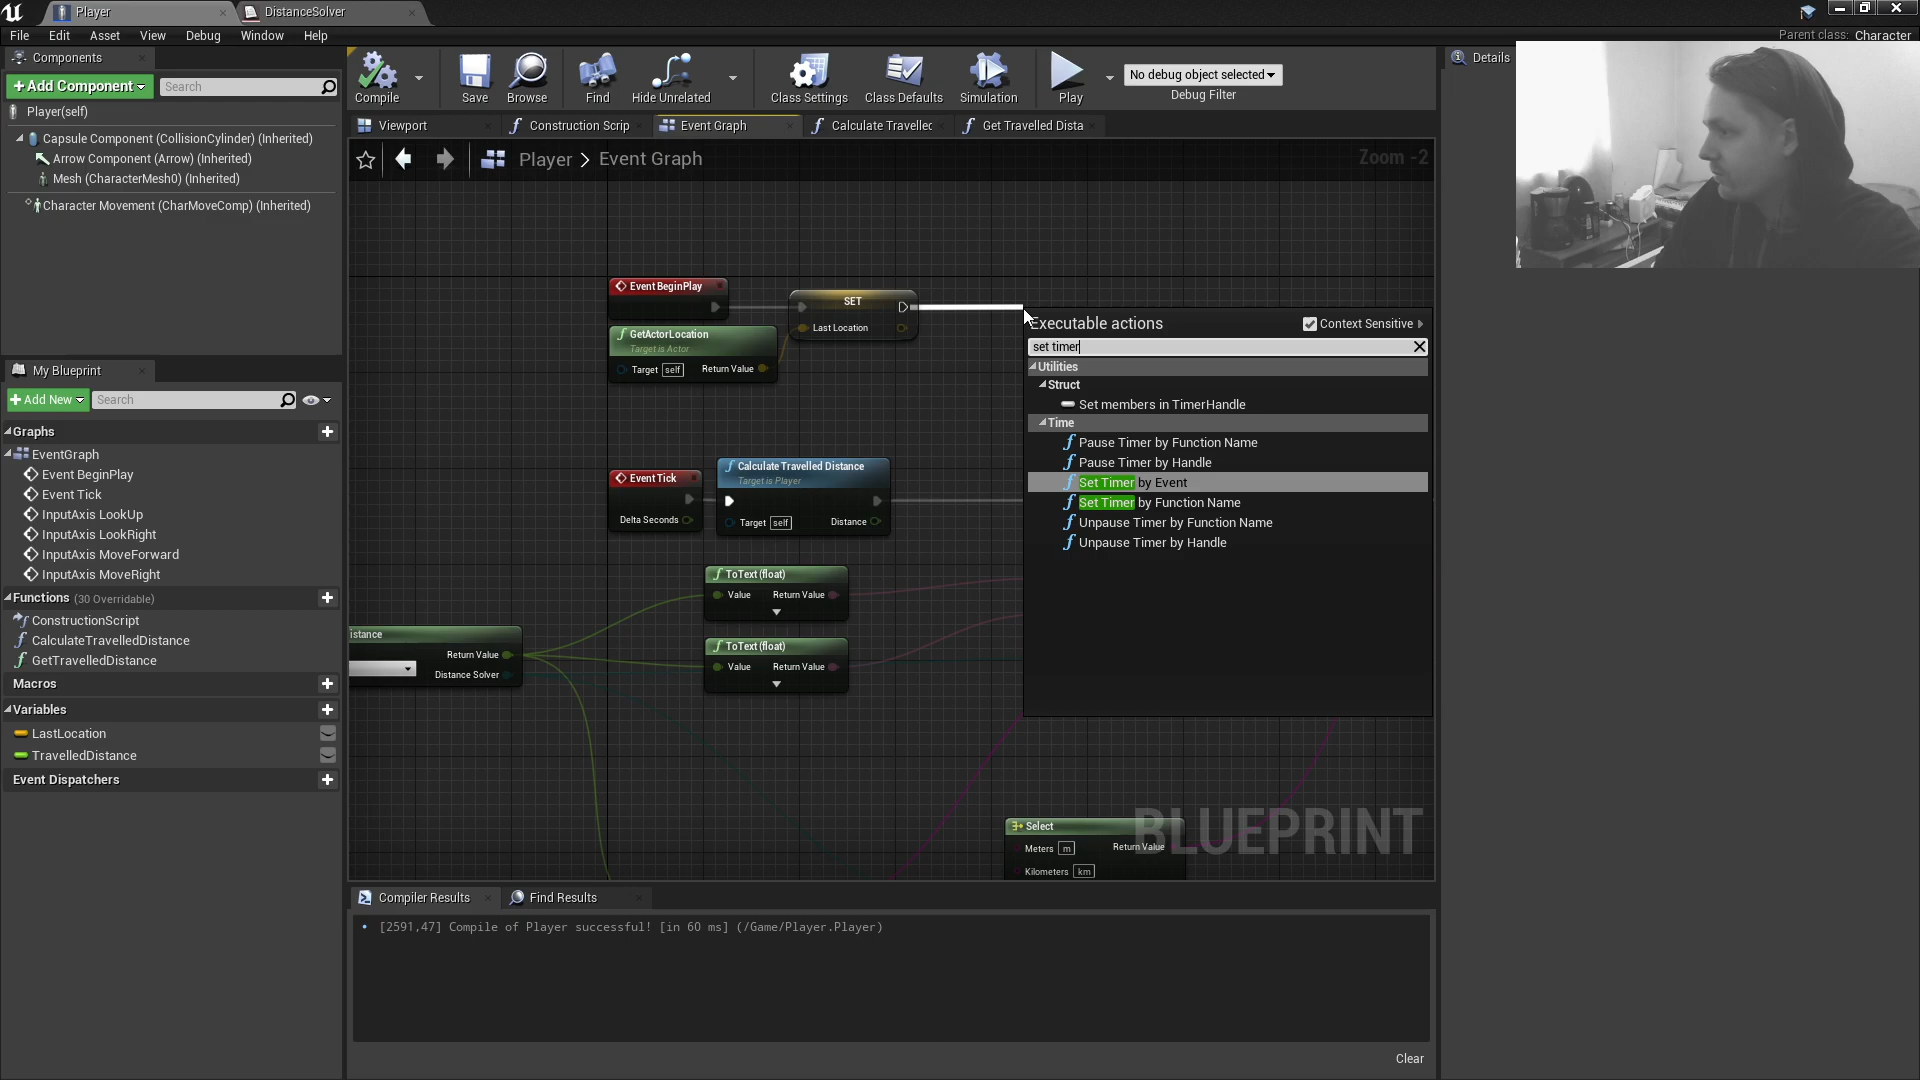 Player
DistanceSolver
File Edit Asset View Debug Window Help
Parent class: Character
Components
Add Component
Search
Player(self)
Capsule Component (CollisionCylinder) (Inherited)
Arrow Component (Arrow) (Inherited)
Mesh (CharacterMesh0) (Inherited)
Character Movement (CharMoveComp) (Inherited)
Compile
Save
Browse
Find
Hide Unrelated
Class Settings
Class Defaults
Simulation
Play
No debug object selected
Debug Filter
Details
Viewport
Construction Scrip
Event Graph
Calculate Travellec
Get Travelled Dista
Player > Event Graph
Zoom -2
My Blueprint
Add New
Search
Graphs
EventGraph
Event BeginPlay
Event Tick
InputAxis LookUp
InputAxis LookRight
InputAxis MoveForward
InputAxis MoveRight
Functions (30 Overridable)
ConstructionScript
CalculateTravelledDistance
GetTravelledDistance
Macros
Variables
LastLocation
TravelledDistance
Event Dispatchers
Event BeginPlay
SET
Last Location
GetActorLocation
Target is Actor
Target self Return Value
Event Tick
Delta Seconds
Calculate Travelled Distance
Target is Player
Target self Distance
ToText (float)
Value Return Value
ToText (float)
Value Return Value
istance
Return Value
Distance Solver
Executable actions
Context Sensitive
set timer
Utilities
Struct
Set members in TimerHandle
Time
Pause Timer by Function Name
Pause Timer by Handle
Set Timer by Event
Set Timer by Function Name
Unpause Timer by Function Name
Unpause Timer by Handle
Select
Meters m Return Value
Kilometers km
BLUEPRINT
Compiler Results
Find Results
[2591,47] Compile of Player successful! [in 60 ms] (/Game/Player.Player)
Clear